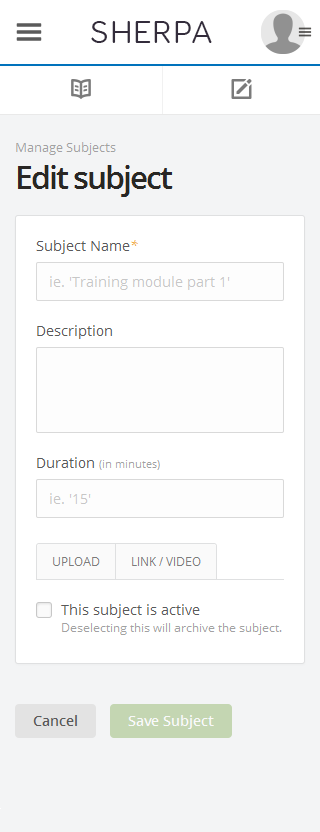 SHERPA
Manage Subjects
Edit subject
Subject Name*
ie. 'Training module part 1'
Description
Duration (in minutes)
ie. '15'
UPLOAD
LINK / VIDEO
This subject is active
Deselecting this will archive the subject.
Cancel
Save Subject